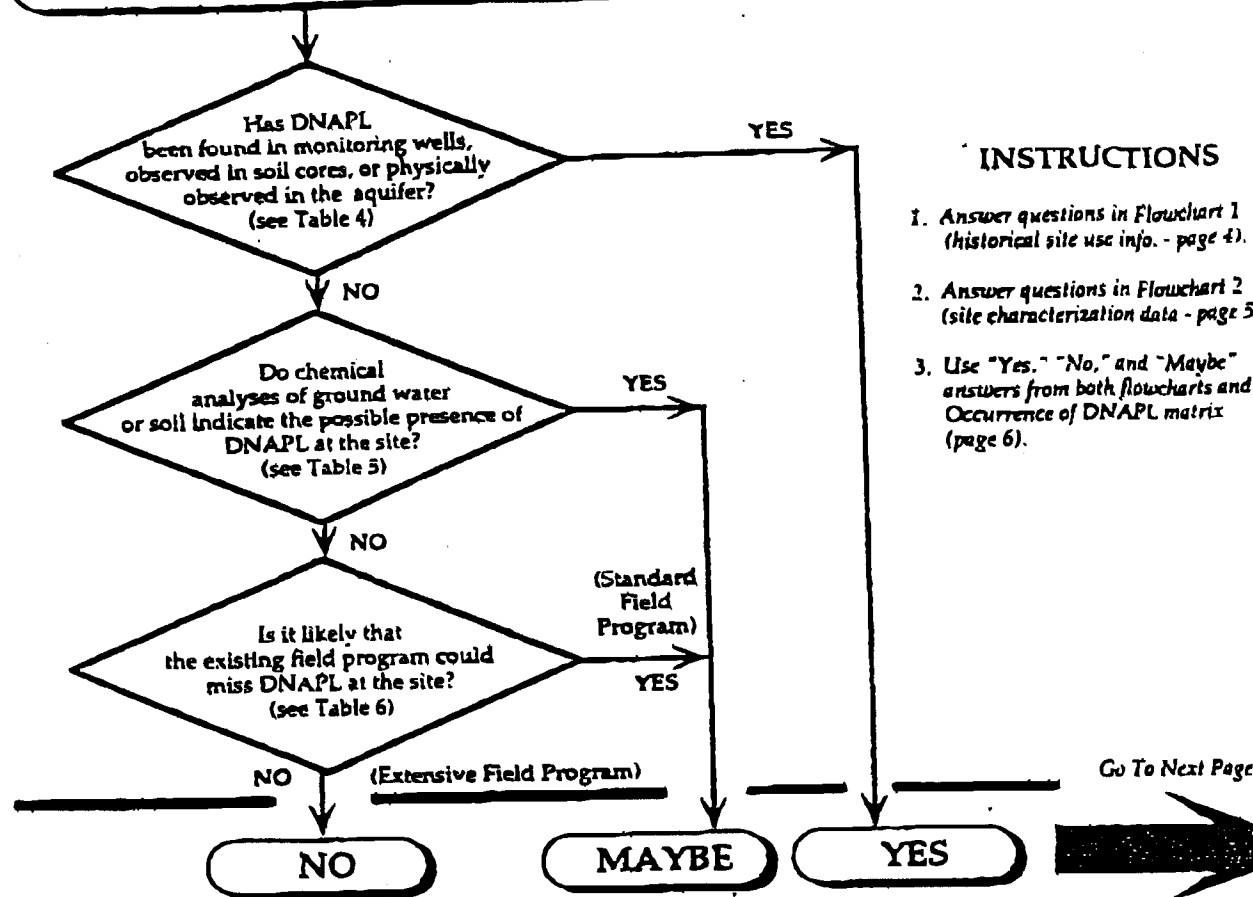 Has DNAPL
been found in monitoring wells,
observed in soil cores, or physically
observed in the aquifer?
(see Table 4)
YES
NO
Do chemical
analyses of ground water
or soil indicate the possible presence of
DNAPL at the site?
(see Table 5)
YES
NO
Is it likely that
the existing field program could
miss DNAPL at the site?
(see Table 6)
(Standard
Field
Program)
YES
NO
(Extensive Field Program)
NO
MAYBE
YES
INSTRUCTIONS
1. Answer questions in Flowchart 1
(historical site use info. - page 4).
2. Answer questions in Flowchart 2
(site characterization data - page 5
3. Use "Yes." "No," and "Maybe"
answers from both flowcharts and
Occurrence of DNAPL matrix
(page 6).
Go To Next Page